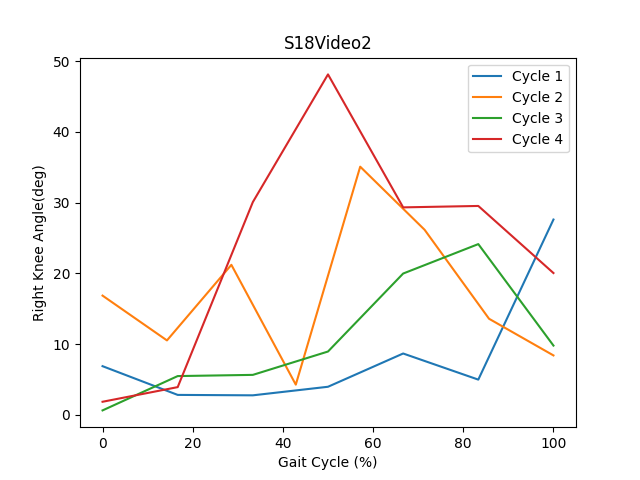 S18Video2
Cycle 1
Cycle 2
Cycle 3
Cycle 4
50
40
30
20
10
0
Right Knee Angle(deg)
0 20 40 60 80 100
Gait Cycle (%)